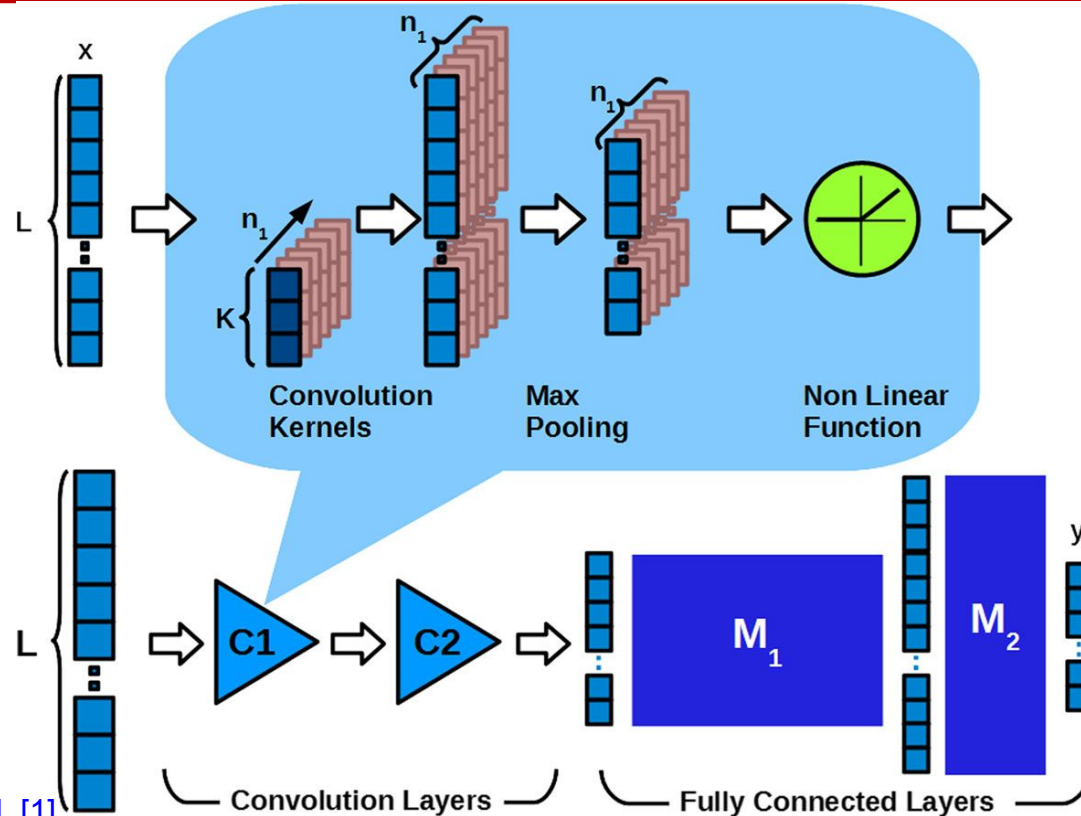 x
n1
n1
L
n1
K
Convolution
Kernels
Max
Pooling
Non Linear
Function
y
L
C1
C2
M1
M2
[1]
Convolution Layers
Fully Connected Layers